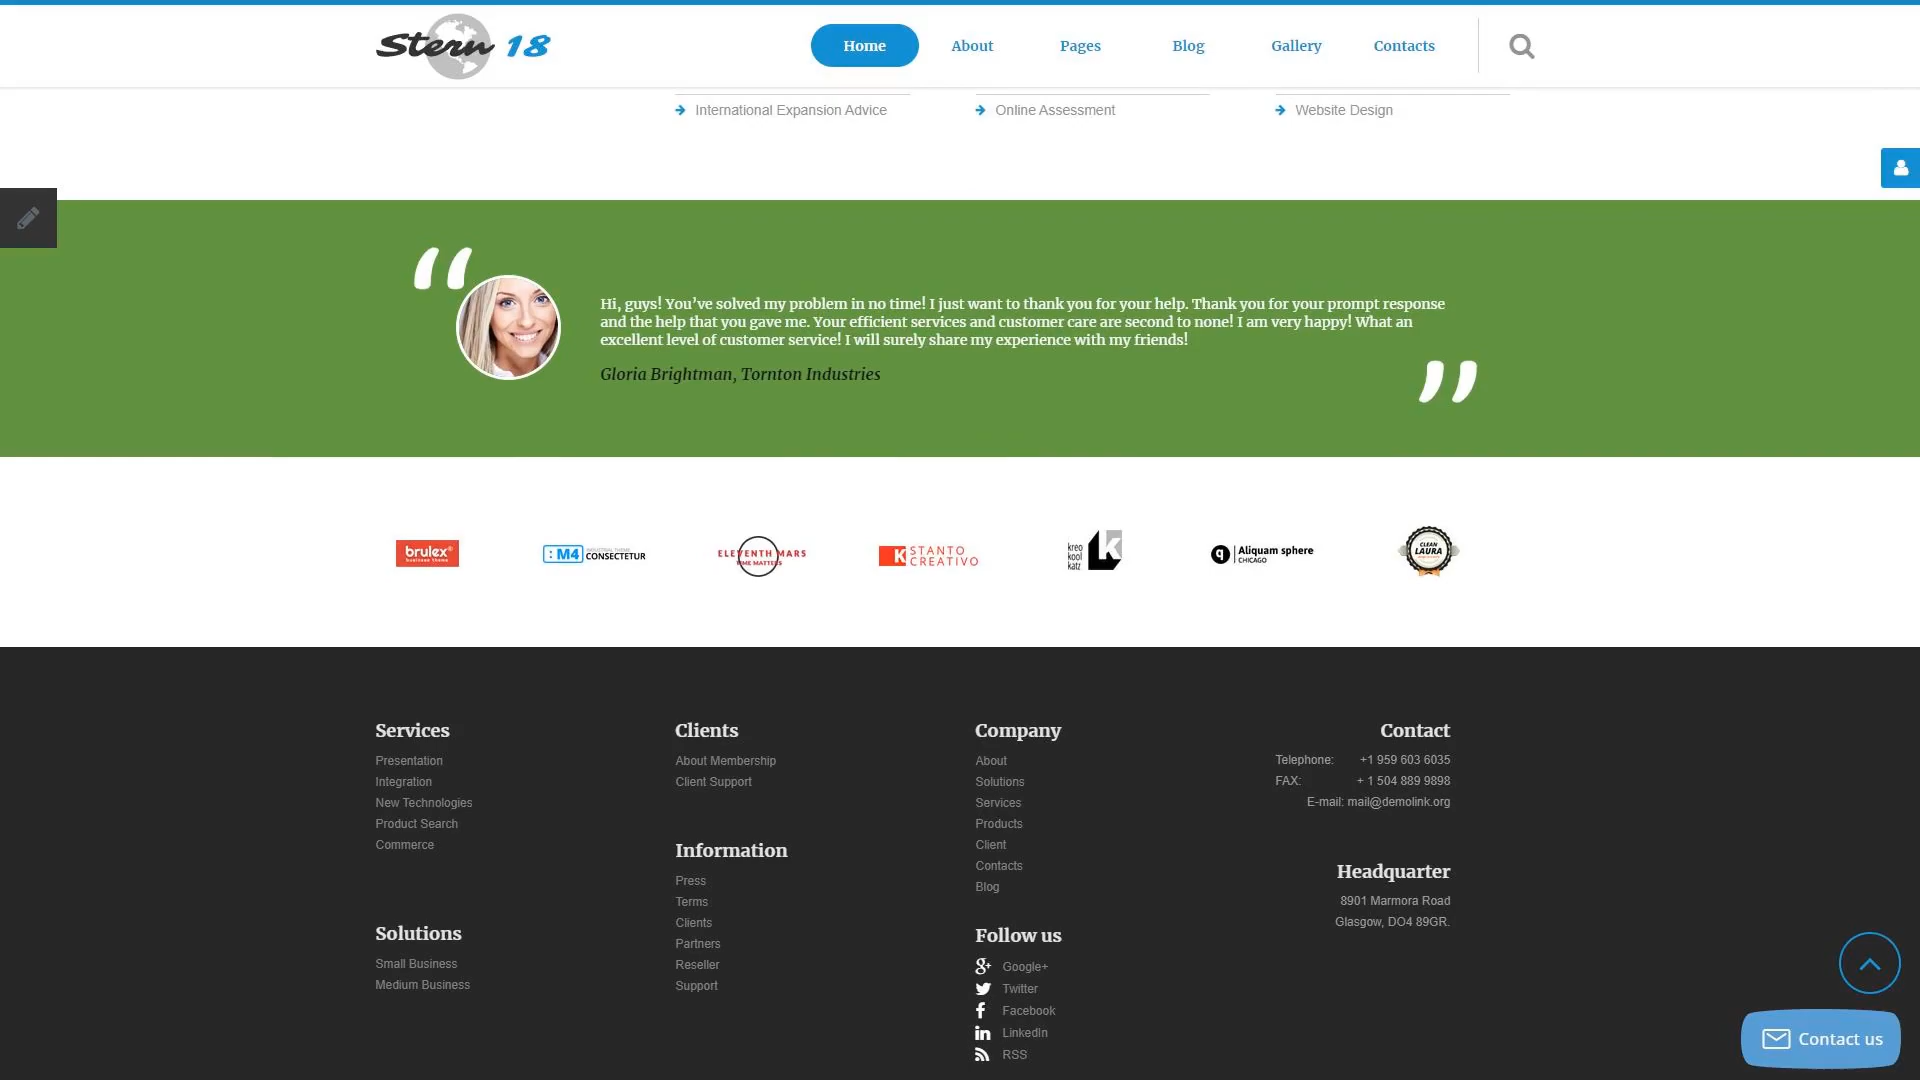 Stern 18
Home
About
Pages
Blog
Gallery
Contacts
International Expansion Advice
Online Assessment
Website Design
Hi, guys! You’ve solved my problem in no time! I just want to thank you for your help. Thank you for your prompt response
and the help that you gave me. Your efficient services and customer care are second to none! I am very happy! What an
excellent level of customer service! I will surely share my experience with my friends!
Gloria Brightman, Tornton Industries
brulex®
business theme
: M4
CONSECTETUR
ELEVENTH MARS
TIME MATTERS
K STANTO
CREATIVO
kreo
kool
katz
k
q
Aliquam sphere
CHICAGO
CLEAN
LAURA
Services
Presentation
Integration
New Technologies
Product Search
Commerce
Solutions
Small Business
Medium Business
Clients
About Membership
Client Support
Information
Press
Terms
Clients
Partners
Reseller
Support
Company
About
Solutions
Services
Products
Client
Contacts
Blog
Follow us
Google+
Twitter
Facebook
LinkedIn
RSS
Contact
Telephone: +1 959 603 6035
FAX: + 1 504 889 9898
E-mail: mail@demolink.org
Headquarter
8901 Marmora Road
Glasgow, DO4 89GR.
Contact us